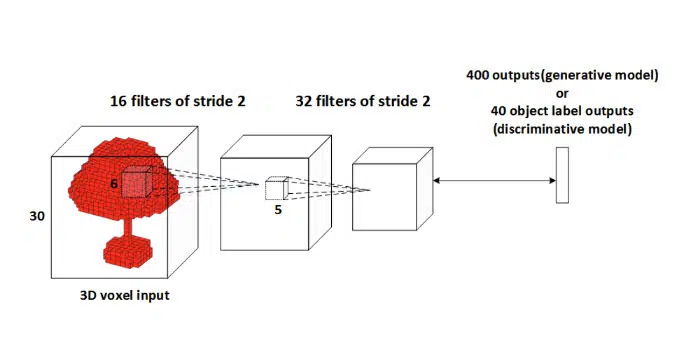 400 outputs(generative model)
or
40 object label outputs
(discriminative model)
16 filters of stride 2
32 filters of stride 2
6
5
30
3D voxel input